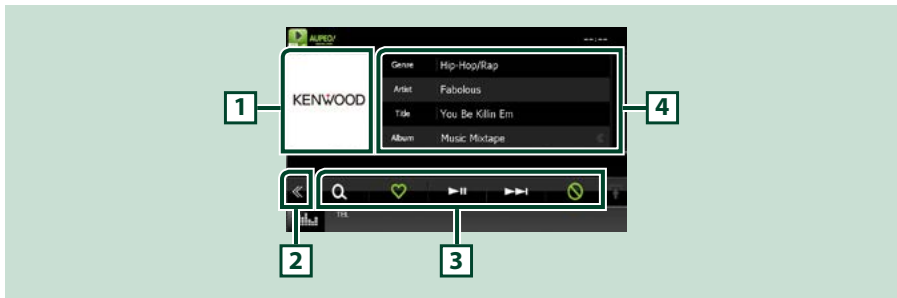 AUPEO!
--:--
Genre Hip-Hop/Rap
1 KENWOOD Artist Fabolous 4
Title You Be Killin Em
Album Music Mixtape
TEL
2 3